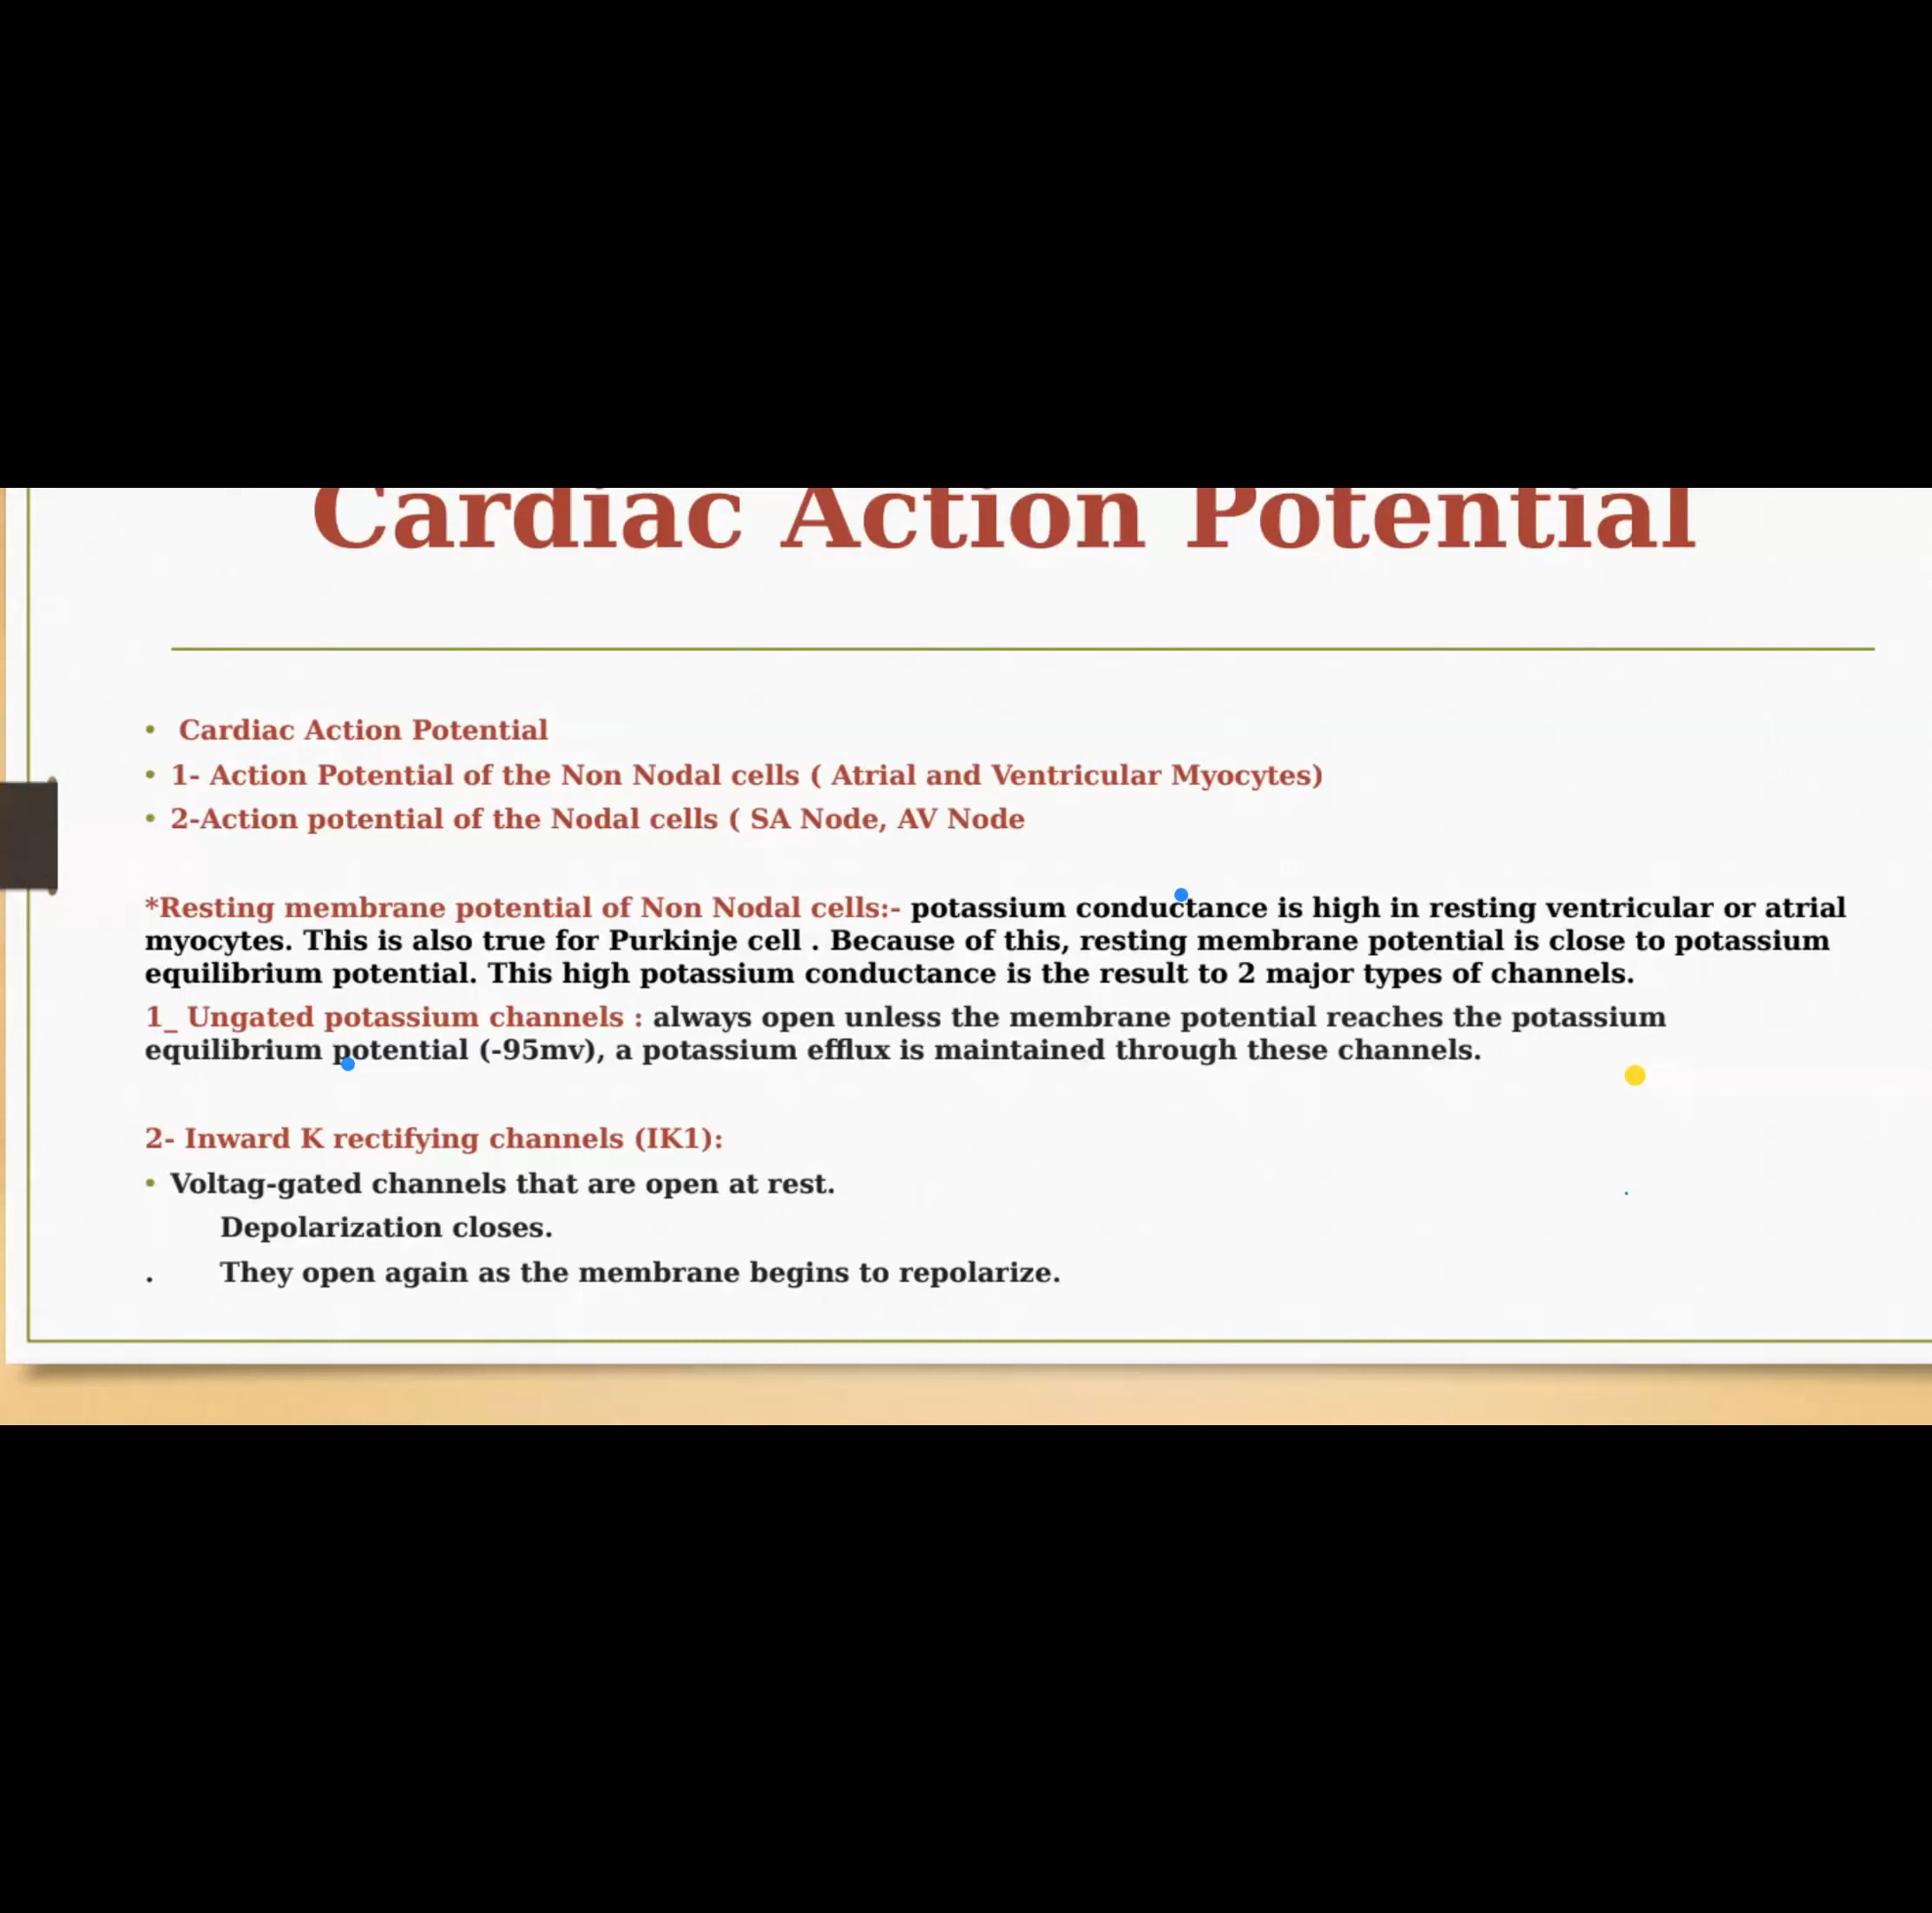 Cardiac Action Potential
• Cardiac Action Potential
• 1- Action Potential of the Non Nodal cells ( Atrial and Ventricular Myocytes)
• 2-Action potential of the Nodal cells ( SA Node, AV Node
*Resting membrane potential of Non Nodal cells:- potassium conductance is high in resting ventricular or atrial
myocytes. This is also true for Purkinje cell . Because of this, resting membrane potential is close to potassium
equilibrium potential. This high potassium conductance is the result to 2 major types of channels.
1_ Ungated potassium channels : always open unless the membrane potential reaches the potassium
equilibrium potential (-95mv), a potassium efflux is maintained through these channels.
2- Inward K rectifying channels (IK1):
• Voltag-gated channels that are open at rest.
Depolarization closes.
. They open again as the membrane begins to repolarize.